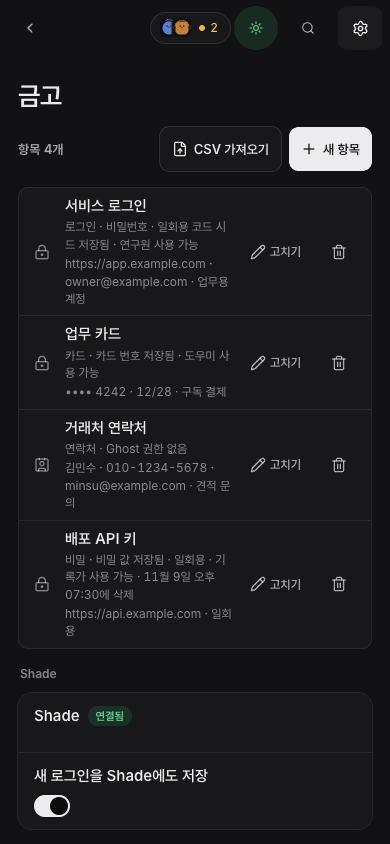 2
금고
항목 4개
CSV 가져오기
새 항목
서비스 로그인
로그인 · 비밀번호 · 일회용 코드 시
드 저장됨 · 연구원 사용 가능
https://app.example.com ·
owner@example.com · 업무용
계정
고치기
업무 카드
카드 · 카드 번호 저장됨 · 도우미 사
용 가능
•••• 4242 · 12/28 · 구독 결제
고치기
거래처 연락처
연락처 · Ghost 권한 없음
김민수 · 010-1234-5678 ·
minsu@example.com · 견적 문
의
고치기
배포 API 키
비밀 · 비밀 값 저장됨 · 일회용 · 기
록가 사용 가능 · 11월 9일 오후
07:30에 삭제
https://api.example.com · 일회
용
고치기
Shade
Shade 연결됨
새 로그인을 Shade에도 저장